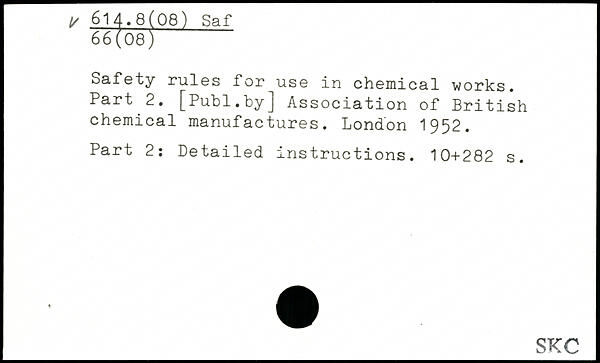 v 614.8(08) Saf
66(08)
Safety rules for use in chemical works.
Part 2. [Publ.by] Association of British
chemical manufactures. London 1952.
Part 2: Detailed instructions. 10+282 s.
SKC